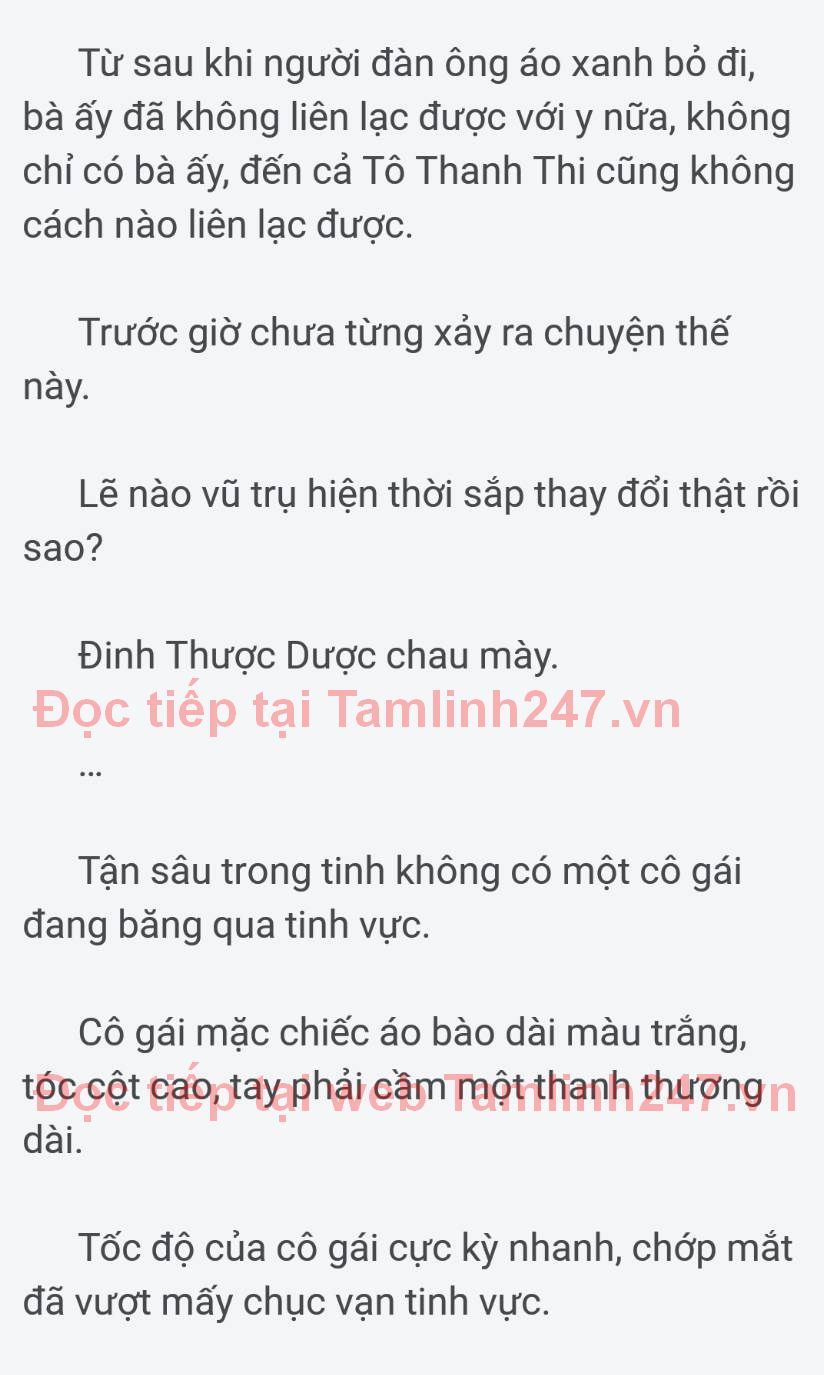 Từ sau khi người đàn ông áo xanh bỏ đi,
bà ấy đã không liên lạc được với y nữa, không
chỉ có bà ấy, đến cả Tô Thanh Thi cũng không
cách nào liên lạc được.
Trước giờ chưa từng xảy ra chuyện thế
này.
Lẽ nào vũ trụ hiện thời sắp thay đổi thật rồi
sao?
Đinh Thược Dược chau mày.
Đọc tiếp tại Tamlinh247.vn
...
Tận sâu trong tinh không có một cô gái
đang băng qua tinh vực.
Cô gái mặc chiếc áo bào dài màu trắng,
tóc cột cao, tay phải cầm một thanh thương
Đọc tiếp tại web Tamlinh247.vn
dài.
Tốc độ của cô gái cực kỳ nhanh, chớp mắt
đã vượt mấy chục vạn tinh vực.